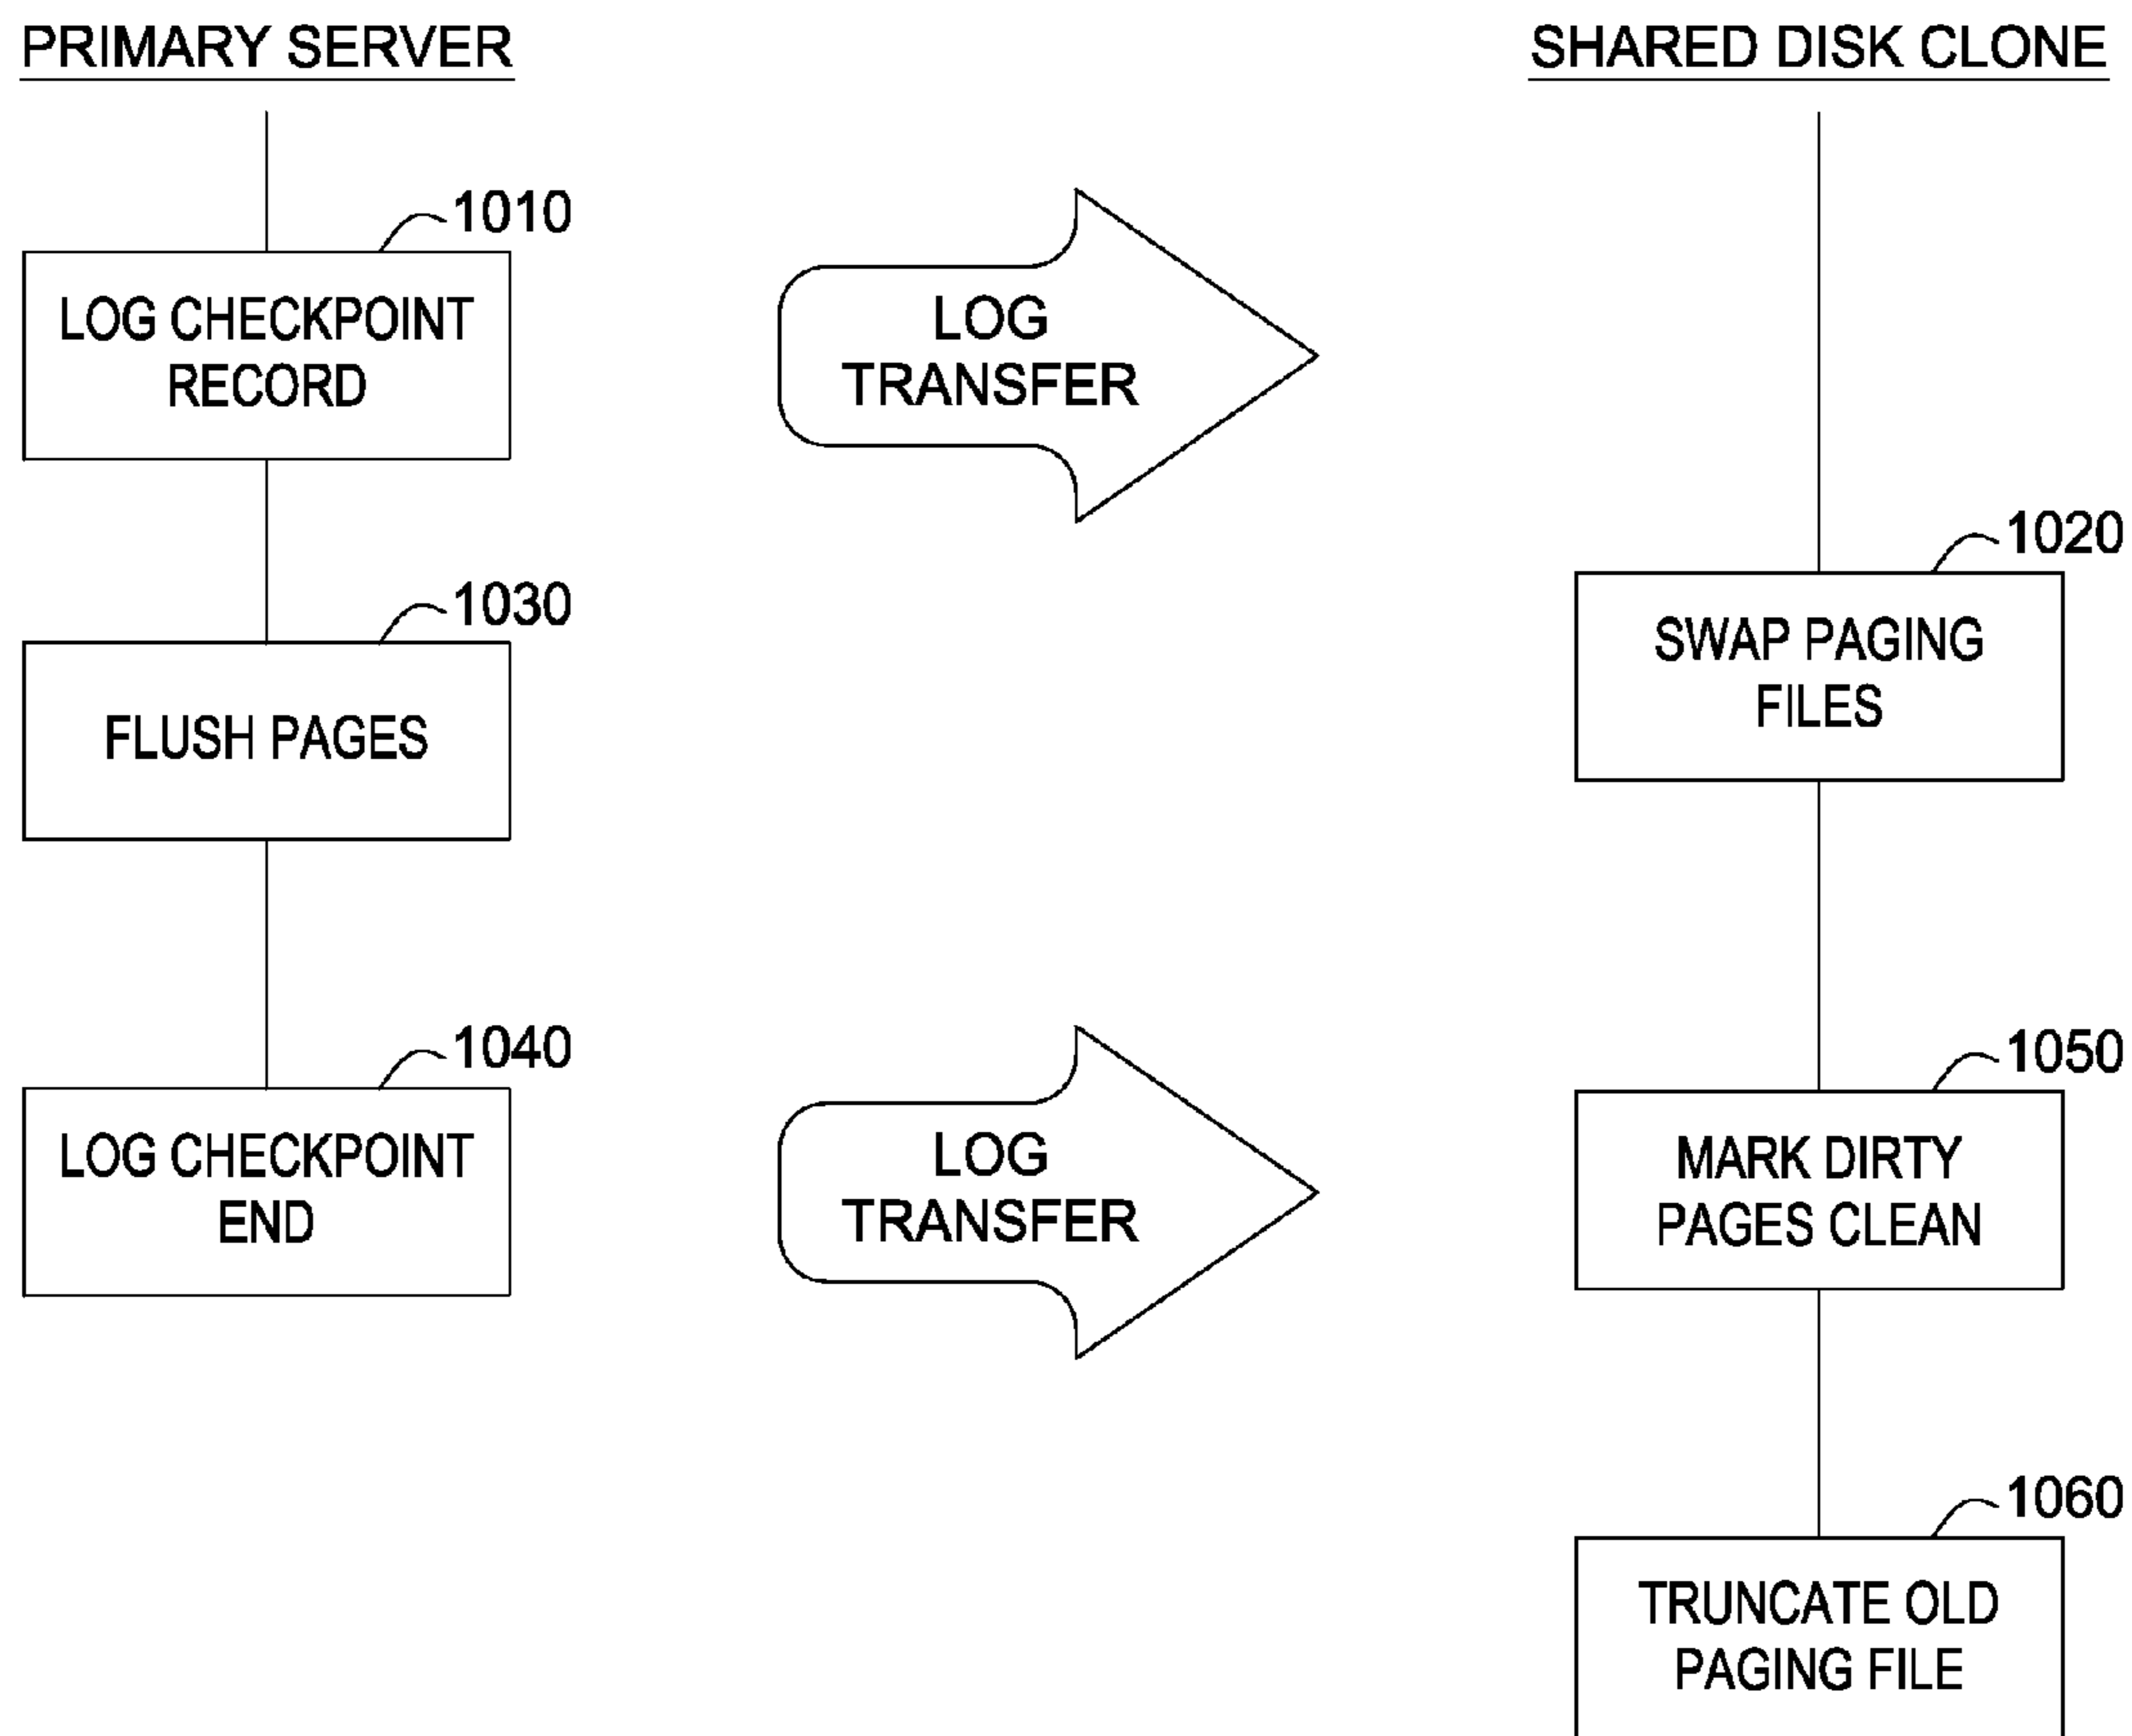 PRIMARY SERVER
SHARED DISK CLONE
1010
LOG CHECKPOINT
RECORD
LOG
TRANSFER
1020
SWAP PAGING
FILES
1030
FLUSH PAGES
1040
LOG CHECKPOINT
END
LOG
TRANSFER
1050
MARK DIRTY
PAGES CLEAN
1060
TRUNCATE OLD
PAGING FILE